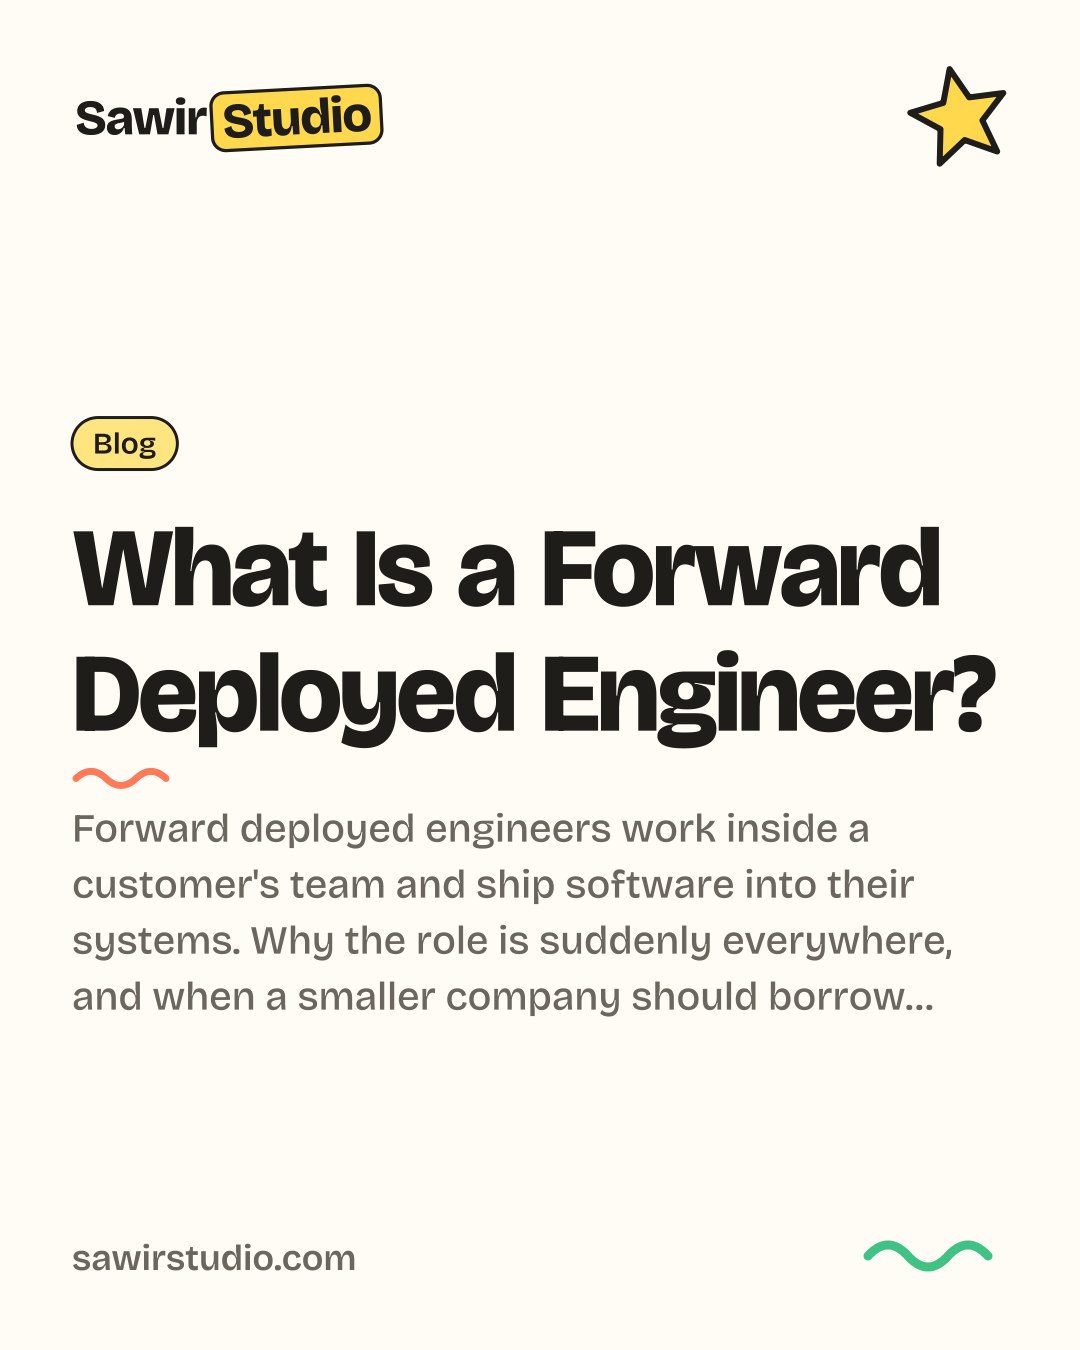 Sawir Studio
Blog
What Is a Forward
Deployed Engineer?
Forward deployed engineers work inside a
customer's team and ship software into their
systems. Why the role is suddenly everywhere,
and when a smaller company should borrow...
sawirstudio.com